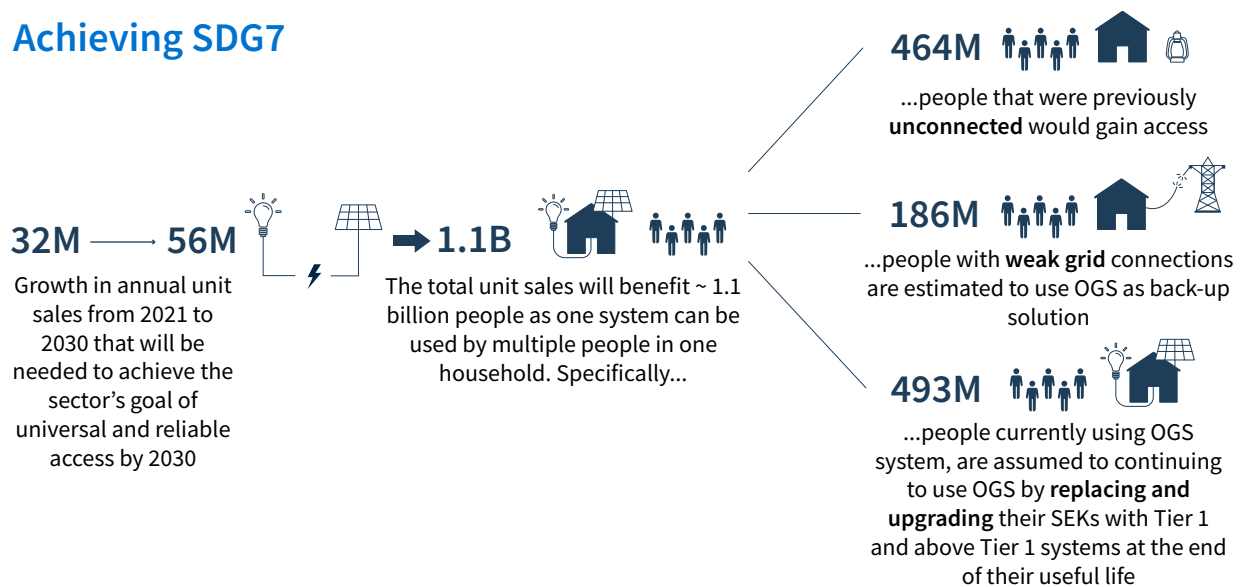 Achieving SDG7
32M
56M
Growth in annual unit
sales from 2021 to
2030 that will be
needed to achieve the
sector's goal of
universal and reliable
access by 2030
1.1B
The total unit sales will benefit ~ 1.1
billion people as one system can be
used by multiple people in one
household. Specifically...
464M
...people that were previously
unconnected would gain access
186M
...people with weak grid connections
are estimated to use OGS as back-up
solution
493M
...people currently using OGS
system, are assumed to continuing
to use OGS by replacing and
upgrading their SEKs with Tier 1
and above Tier 1 systems at the end
of their useful life